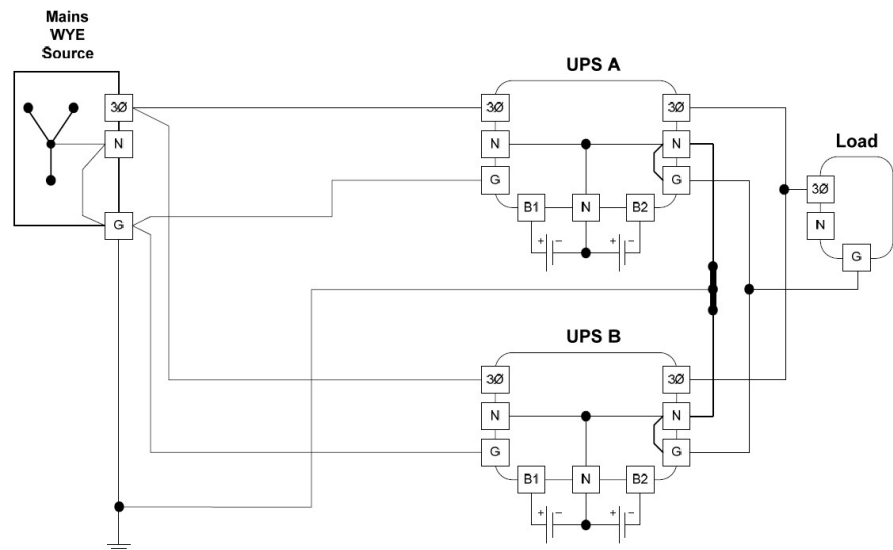 Mains
WYE
Source
UPS A
3Ø
3Ø
3Ø
N
N
N
Load
G
G
3Ø
B1
N
B2
N
G
+ − + −
G
UPS B
3Ø
3Ø
N
N
G
G
B1
N
B2
+ − + −